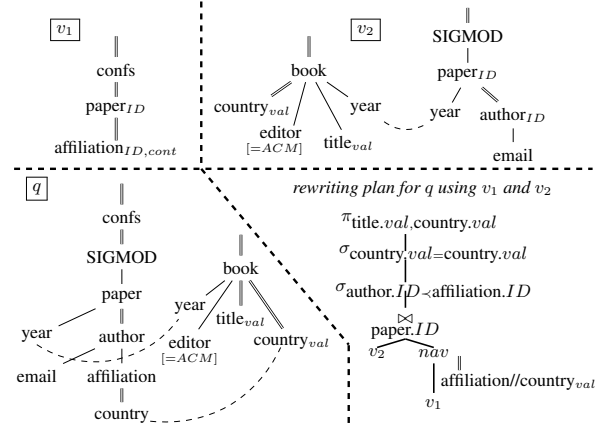 v1
confs
paperID
affiliationID,cont
v2
book
countryval
editor
[=ACM]
titleval
year
SIGMOD
paperID
year
authorID
email
q
confs
SIGMOD
paper
year
author
email
affiliation
country
book
year
editor
[=ACM]
titleval
countryval
rewriting plan for q using v1 and v2
πtitle.val,country.val
σcountry.val=country.val
σauthor.ID≺affiliation.ID
⋈
paper.ID
v2 nav
affiliation//countryval
v1